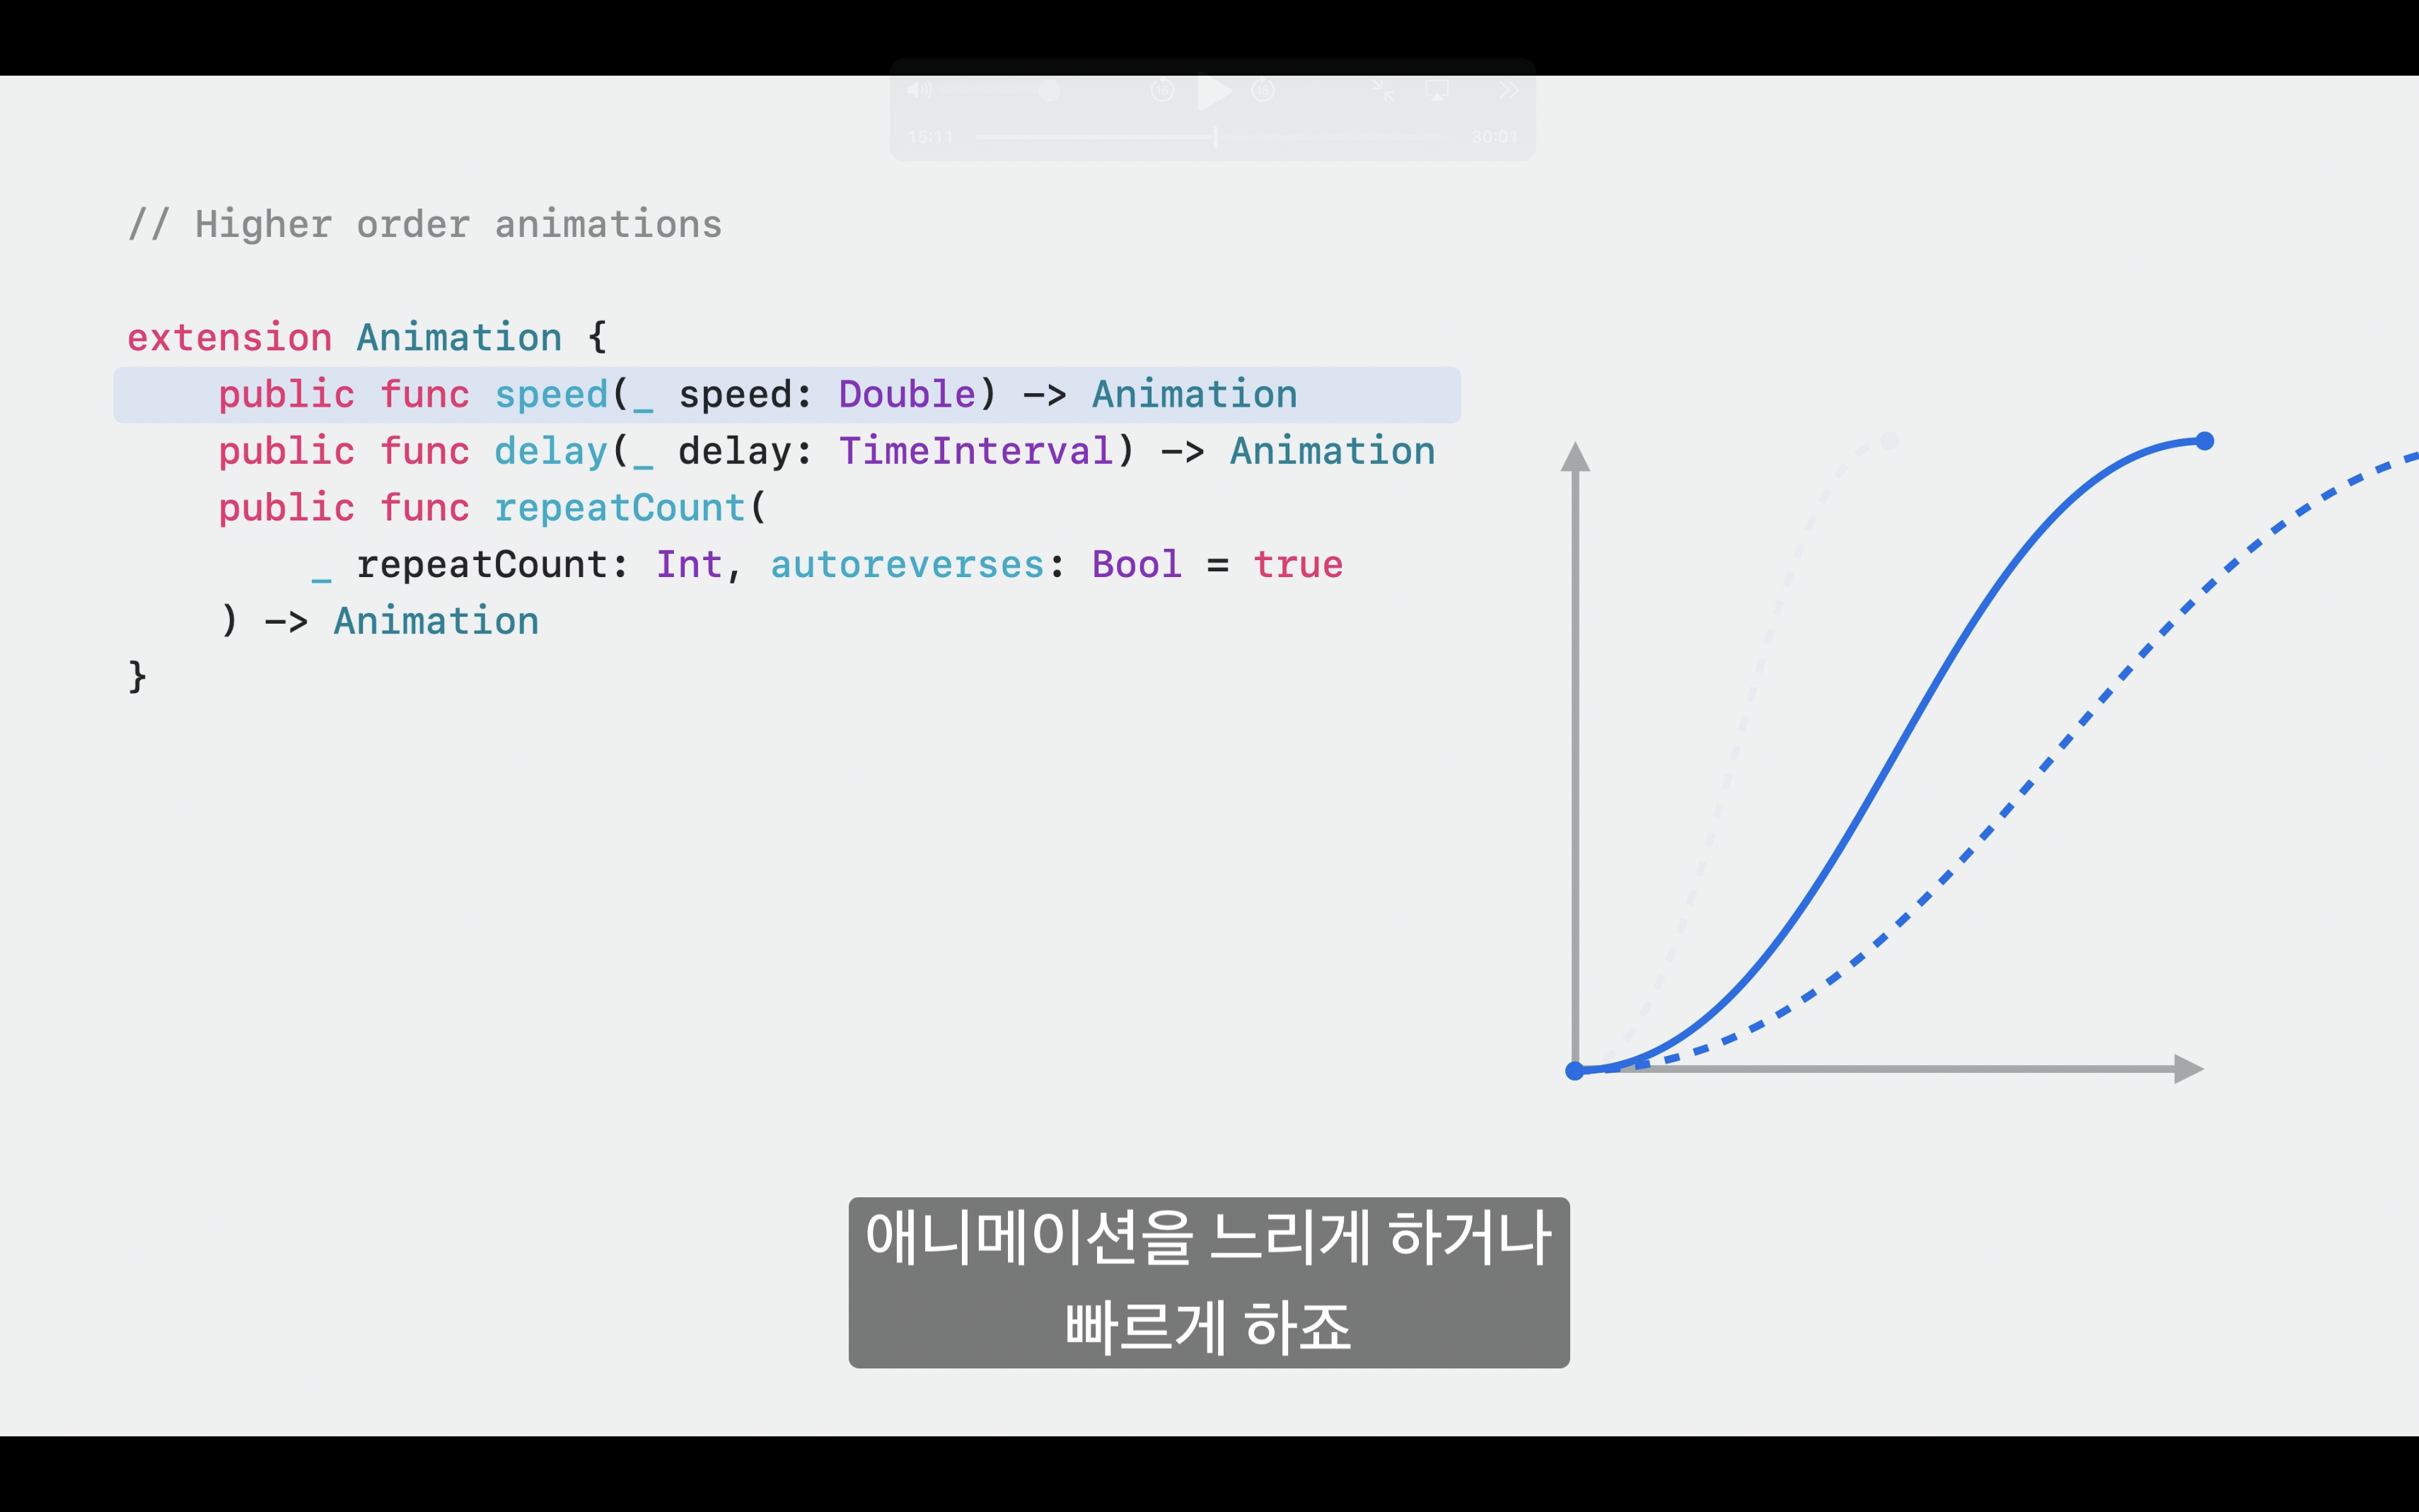 15
15
15:11
30:01
// Higher order animations
extension Animation {
    public func speed(_ speed: Double) -> Animation
    public func delay(_ delay: TimeInterval) -> Animation
    public func repeatCount(
        _ repeatCount: Int, autoreverses: Bool = true
    ) -> Animation
}
애니메이션을 느리게 하거나
빠르게 하죠